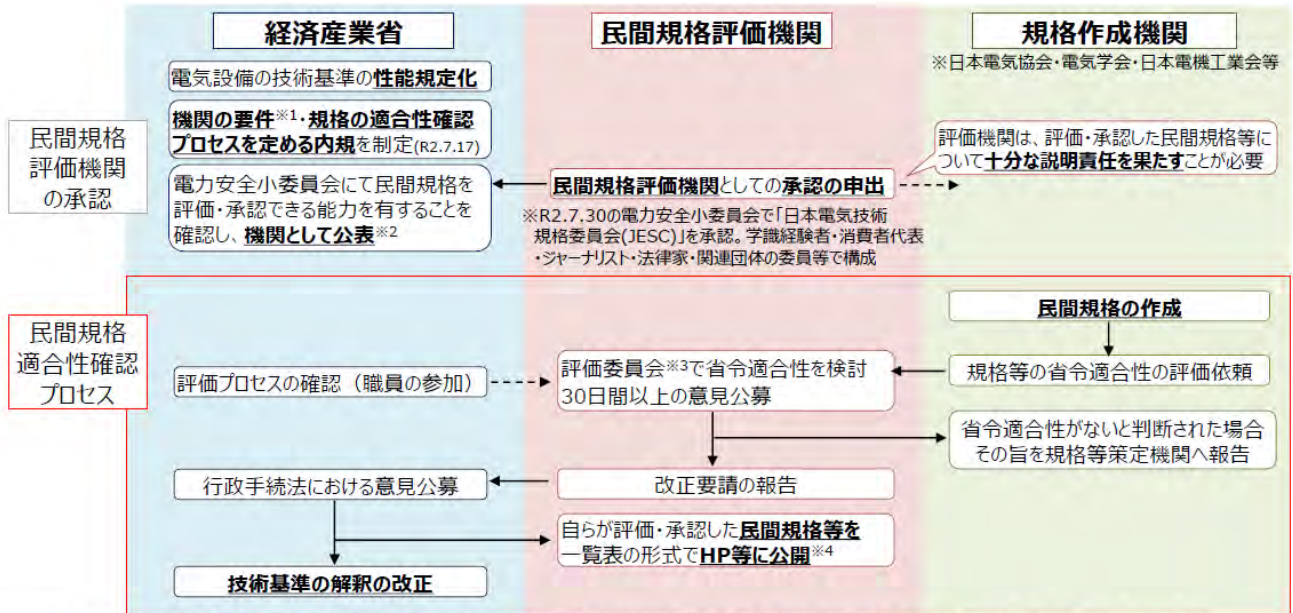 経済産業省
民間規格評価機関
規格作成機関
※日本電気協会・電気学会・日本電機工業会等
民間規格
評価機関
の承認
電気設備の技術基準の性能規定化
機関の要件※1・規格の適合性確認
プロセスを定める内規を制定(R2.7.17)
電力安全小委員会にて民間規格を
評価・承認できる能力を有することを
確認し、機関として公表※2
民間規格評価機関としての承認の申出
※R2.7.30の電力安全小委員会で「日本電気技術
規格委員会(JESC)」を承認。学識経験者・消費者代表
・ジャーナリスト・法律家・関連団体の委員等で構成
評価機関は、評価・承認した民間規格等に
ついて十分な説明責任を果たすことが必要
民間規格
適合性確認
プロセス
民間規格の作成
規格等の省令適合性の評価依頼
評価プロセスの確認（職員の参加）
評価委員会※3で省令適合性を検討
30日間以上の意見公募
省令適合性がないと判断された場合
その旨を規格等策定機関へ報告
行政手続法における意見公募
改正要請の報告
自らが評価・承認した民間規格等を
一覧表の形式でHP等に公開※4
技術基準の解釈の改正